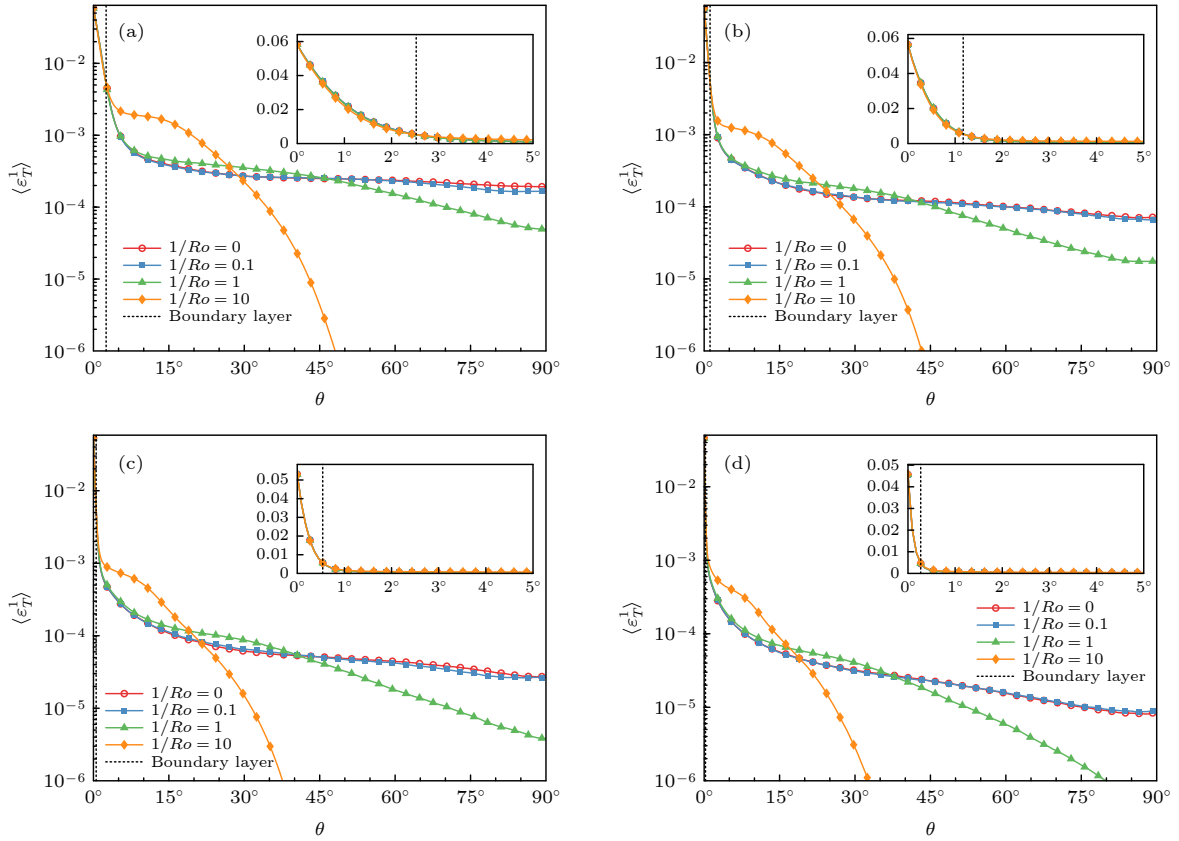 (a)
⟨ε_T^1⟩
10⁻²
10⁻³
10⁻⁴
10⁻⁵
10⁻⁶
0° 15° 30° 45° 60° 75° 90°
θ
0.06
0.04
0.02
0
0° 1° 2° 3° 4° 5°
1/Ro = 0
1/Ro = 0.1
1/Ro = 1
1/Ro = 10
Boundary layer
(b)
⟨ε_T^1⟩
10⁻²
10⁻³
10⁻⁴
10⁻⁵
10⁻⁶
0° 15° 30° 45° 60° 75° 90°
θ
0.06
0.04
0.02
0
0° 1° 2° 3° 4° 5°
1/Ro = 0
1/Ro = 0.1
1/Ro = 1
1/Ro = 10
Boundary layer
(c)
⟨ε_T^1⟩
10⁻²
10⁻³
10⁻⁴
10⁻⁵
10⁻⁶
0° 15° 30° 45° 60° 75° 90°
θ
0.05
0.04
0.03
0.02
0.01
0
0° 1° 2° 3° 4° 5°
1/Ro = 0
1/Ro = 0.1
1/Ro = 1
1/Ro = 10
Boundary layer
(d)
⟨ε_T^1⟩
10⁻²
10⁻³
10⁻⁴
10⁻⁵
10⁻⁶
0° 15° 30° 45° 60° 75° 90°
θ
0.05
0.04
0.03
0.02
0.01
0
0° 1° 2° 3° 4° 5°
1/Ro = 0
1/Ro = 0.1
1/Ro = 1
1/Ro = 10
Boundary layer